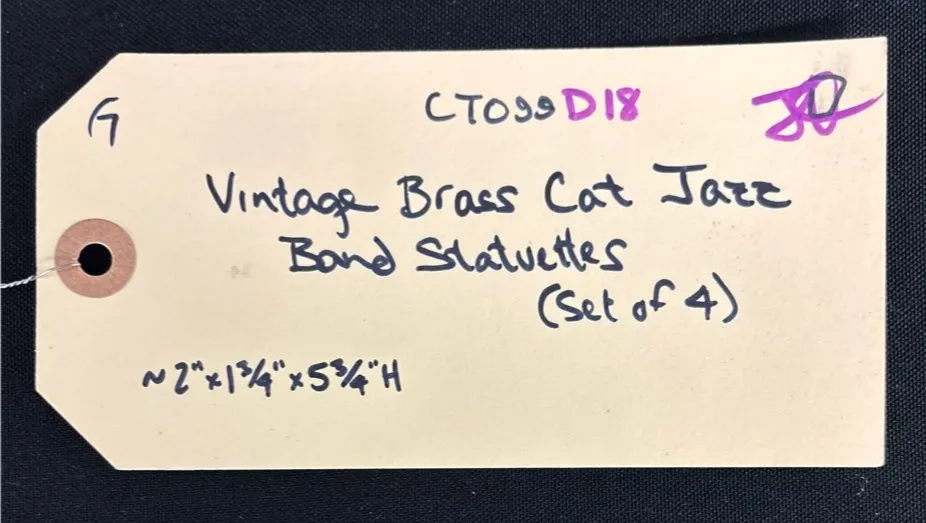 G
CT099D18
Vintage Brass Cat Jazz
Band Statuettes
(Set of 4)
~2"x1¾"x5¾"H